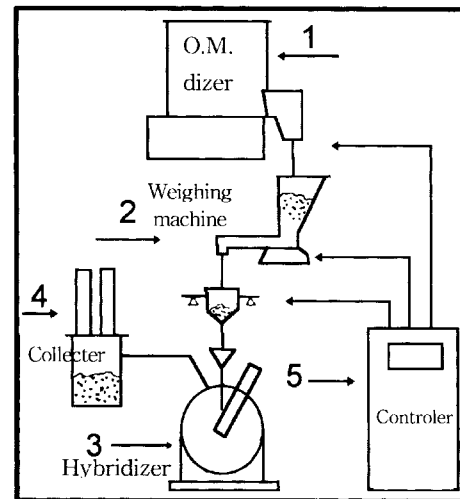 1
O.M.
dizer
2
Weighing
machine
4
Collecter
5
Controler
3
Hybridizer